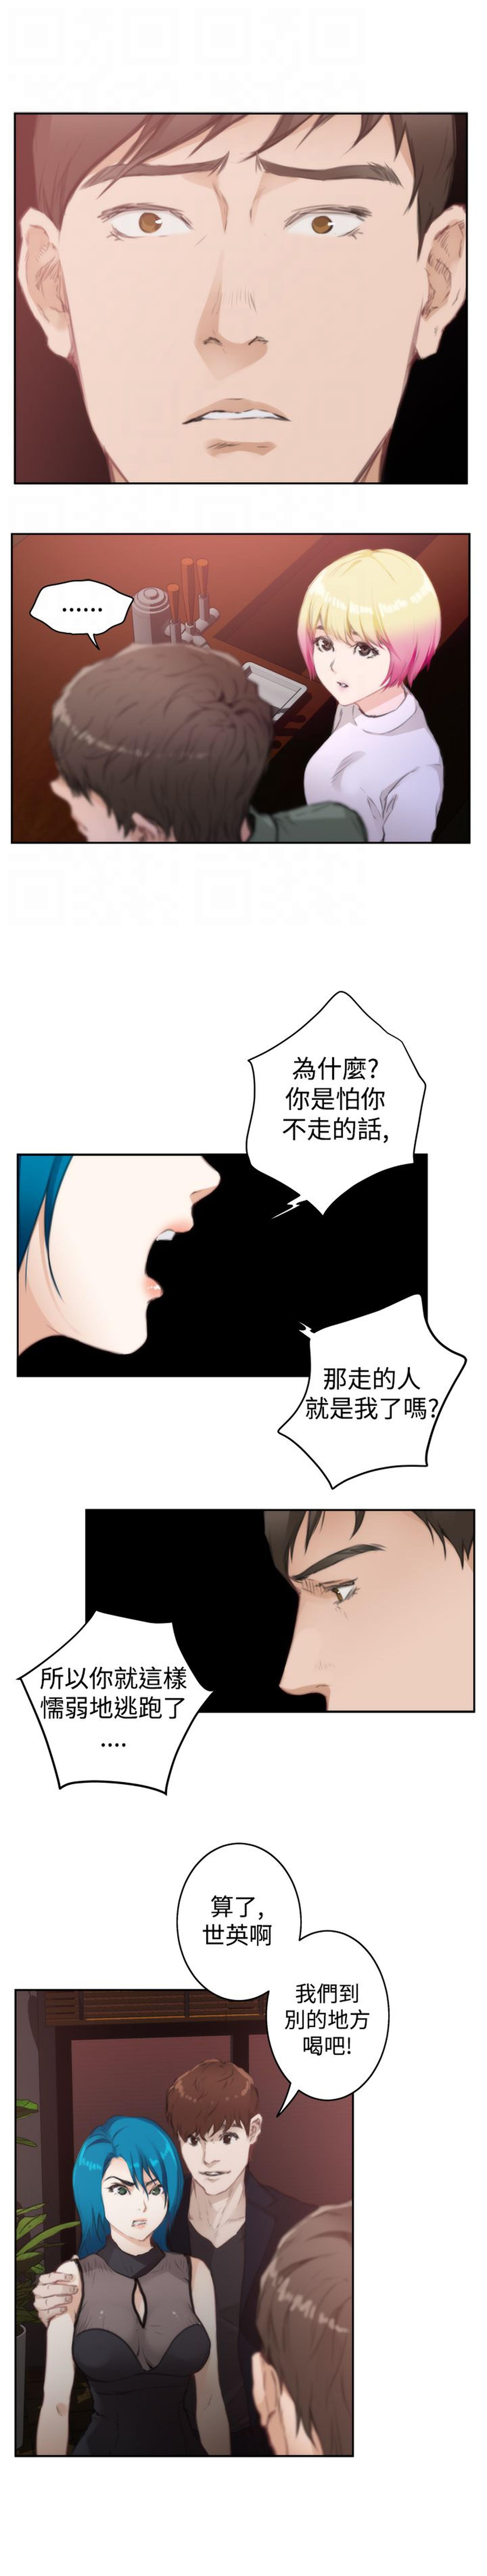 ......
為什麼?
你是怕你
不走的話,
那走的人
就是我了嗎?
所以你就這樣
懦弱地逃跑了
....
算了,
世英啊
我們到
別的地方
喝吧!